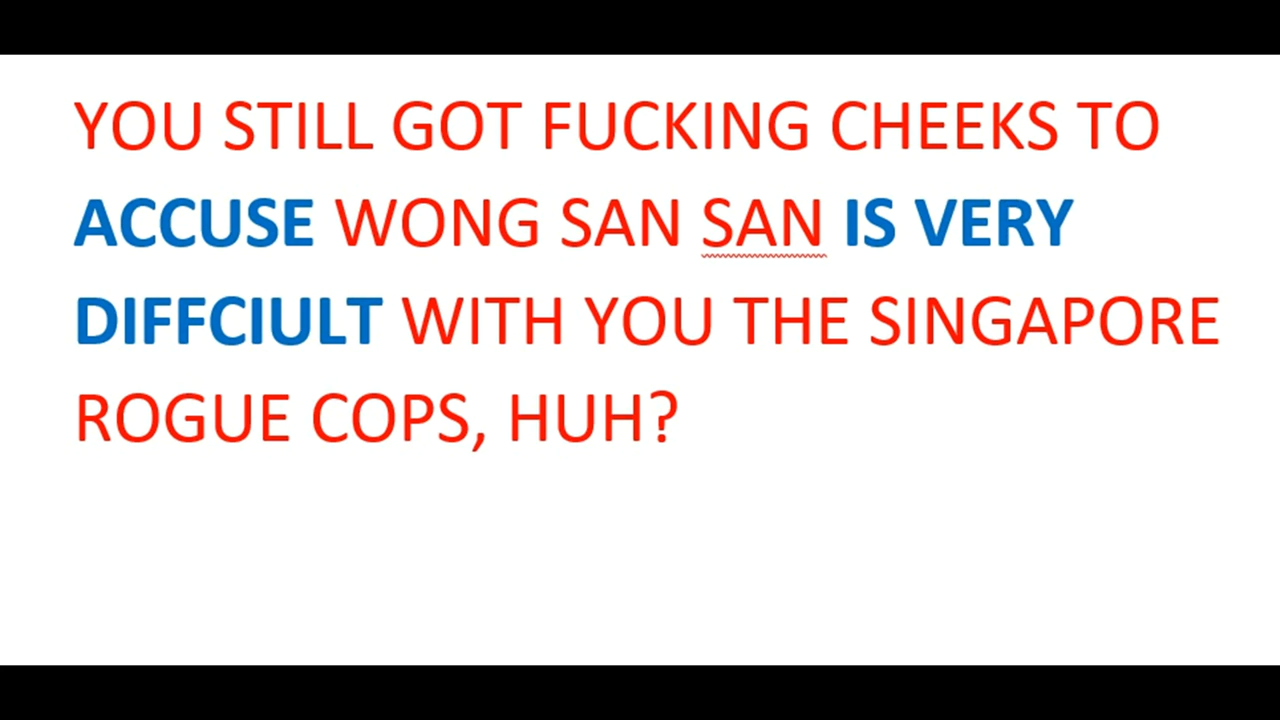 YOU STILL GOT FUCKING CHEEKS TO
ACCUSE WONG SAN SAN IS VERY
DIFFCIULT WITH YOU THE SINGAPORE
ROGUE COPS, HUH?